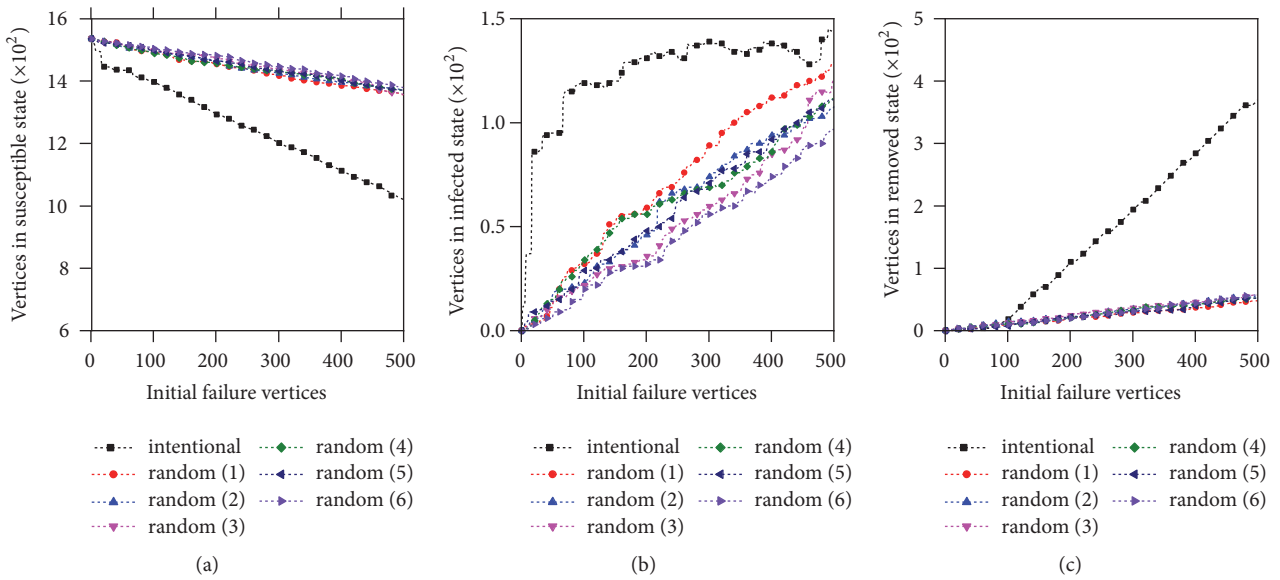 Vertices in susceptible state (×10²)
16
14
12
10
8
6
0 100 200 300 400 500
Initial failure vertices
intentional
random (1)
random (2)
random (3)
random (4)
random (5)
random (6)
(a)
Vertices in infected state (×10²)
1.5
1.0
0.5
0.0
0 100 200 300 400 500
Initial failure vertices
intentional
random (1)
random (2)
random (3)
random (4)
random (5)
random (6)
(b)
Vertices in removed state (×10²)
5
4
3
2
1
0
0 100 200 300 400 500
Initial failure vertices
intentional
random (1)
random (2)
random (3)
random (4)
random (5)
random (6)
(c)